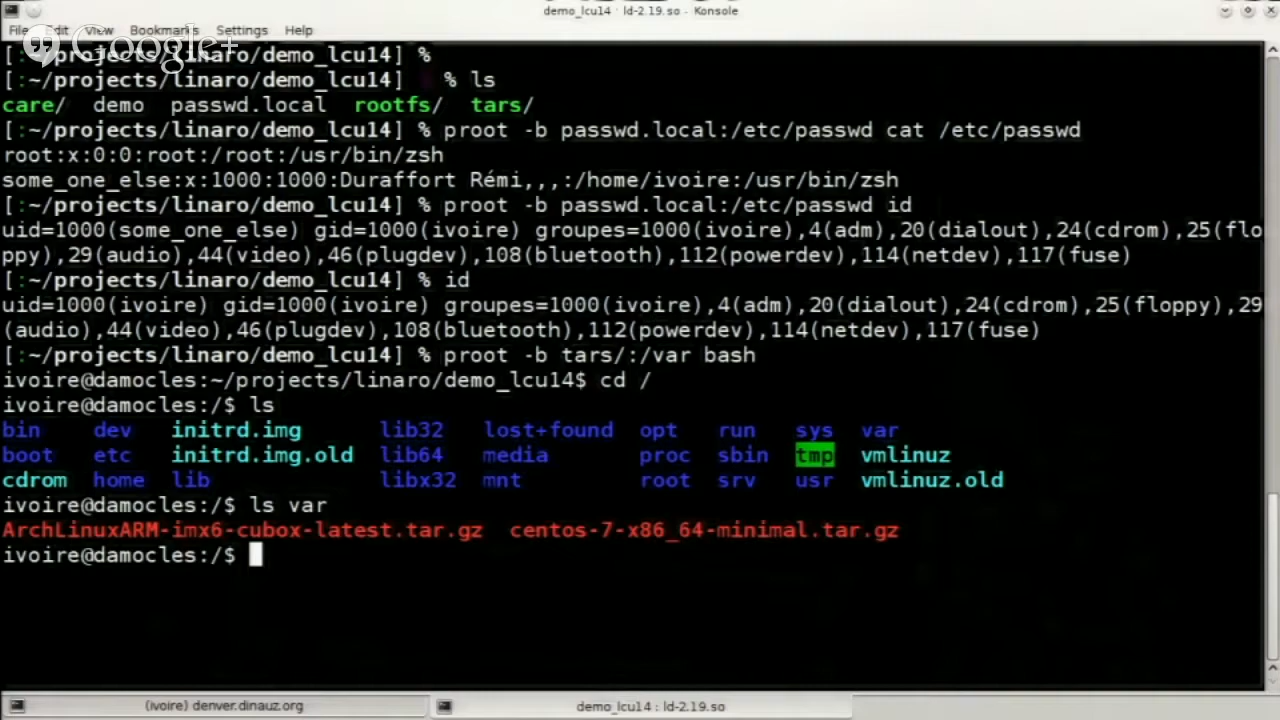 demo_lcu14 : ld-2.19.so - Konsole
File Edit View Bookmarks Settings Help
Google+
[:~/projects/linaro/demo_lcu14] %
[:~/projects/linaro/demo_lcu14] % ls
care/ demo passwd.local rootfs/ tars/
[:~/projects/linaro/demo_lcu14] % proot -b passwd.local:/etc/passwd cat /etc/passwd
root:x:0:0:root:/root:/usr/bin/zsh
some_one_else:x:1000:1000:Duraffort Rémi,,,:/home/ivoire:/usr/bin/zsh
[:~/projects/linaro/demo_lcu14] % proot -b passwd.local:/etc/passwd id
uid=1000(some_one_else) gid=1000(ivoire) groupes=1000(ivoire),4(adm),20(dialout),24(cdrom),25(flo
ppy),29(audio),44(video),46(plugdev),108(bluetooth),112(powerdev),114(netdev),117(fuse)
[:~/projects/linaro/demo_lcu14] % id
uid=1000(ivoire) gid=1000(ivoire) groupes=1000(ivoire),4(adm),20(dialout),24(cdrom),25(floppy),29
(audio),44(video),46(plugdev),108(bluetooth),112(powerdev),114(netdev),117(fuse)
[:~/projects/linaro/demo_lcu14] % proot -b tars/:/var bash
ivoire@damocles:~/projects/linaro/demo_lcu14$ cd /
ivoire@damocles:/$ ls
bin dev initrd.img lib32 lost+found opt run sys var
boot etc initrd.img.old lib64 media proc sbin tmp vmlinuz
cdrom home lib libx32 mnt root srv usr vmlinuz.old
ivoire@damocles:/$ ls var
ArchLinuxARM-imx6-cubox-latest.tar.gz centos-7-x86_64-minimal.tar.gz
ivoire@damocles:/$
(ivoire) denver.dinauz.org
demo_lcu14 : ld-2.19.so